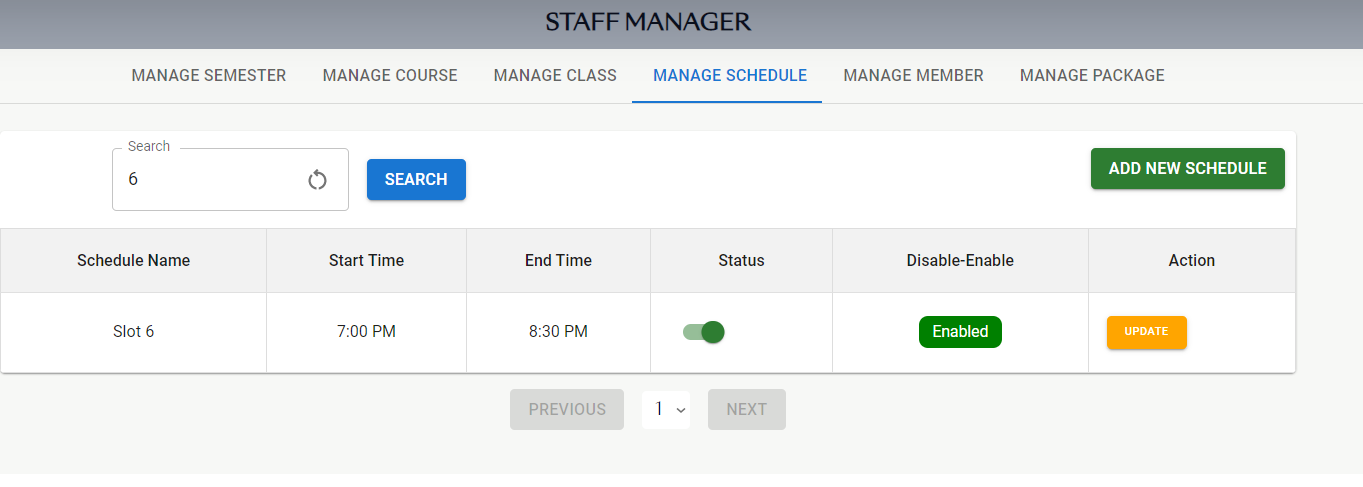 STAFF MANAGER
MANAGE SEMESTER MANAGE COURSE MANAGE CLASS MANAGE SCHEDULE MANAGE MEMBER MANAGE PACKAGE
Search
6
SEARCH
ADD NEW SCHEDULE
Schedule Name Start Time End Time Status Disable-Enable Action
Slot 6 7:00 PM 8:30 PM Enabled UPDATE
PREVIOUS 1 NEXT